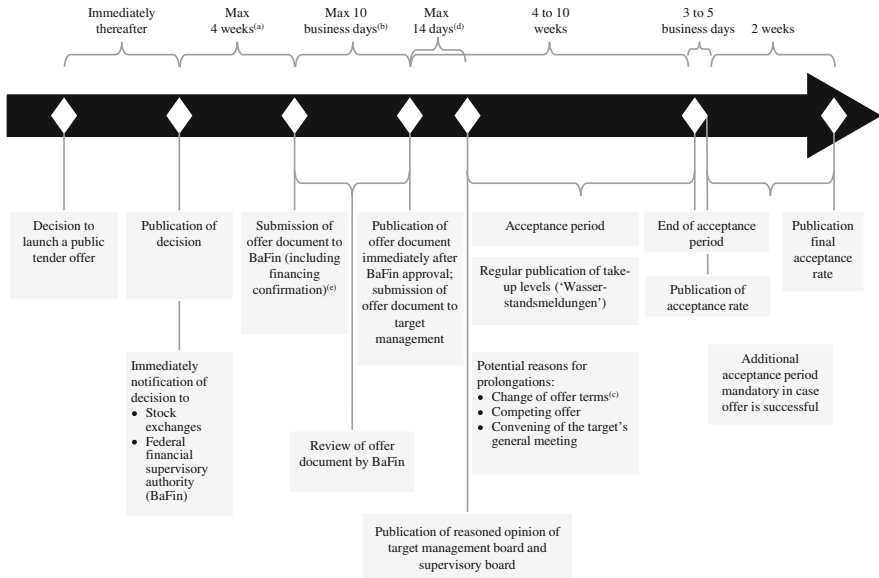 Immediately
thereafter
Max
4 weeks(a)
Max 10
business days(b)
Max
14 days(d)
4 to 10
weeks
3 to 5
business days
2 weeks
Decision to
launch a public
tender offer
Publication of
decision
Submission of
offer document to
BaFin (including
financing
confirmation)(e)
Publication of
offer document
immediately after
BaFin approval;
submission of
offer document to
target
management
Acceptance period
Regular publication of take-
up levels (‘Wasser-
standsmeldungen’)
End of acceptance
period
Publication of
acceptance rate
Publication
final
acceptance
rate
Immediately
notification of
decision to
• Stock
exchanges
• Federal
financial
supervisory
authority
(BaFin)
Review of offer
document by BaFin
Potential reasons for
prolongations:
• Change of offer terms(c)
• Competing offer
• Convening of the target’s
general meeting
Additional
acceptance period
mandatory in case
offer is successful
Publication of reasoned opinion of
target management board and
supervisory board